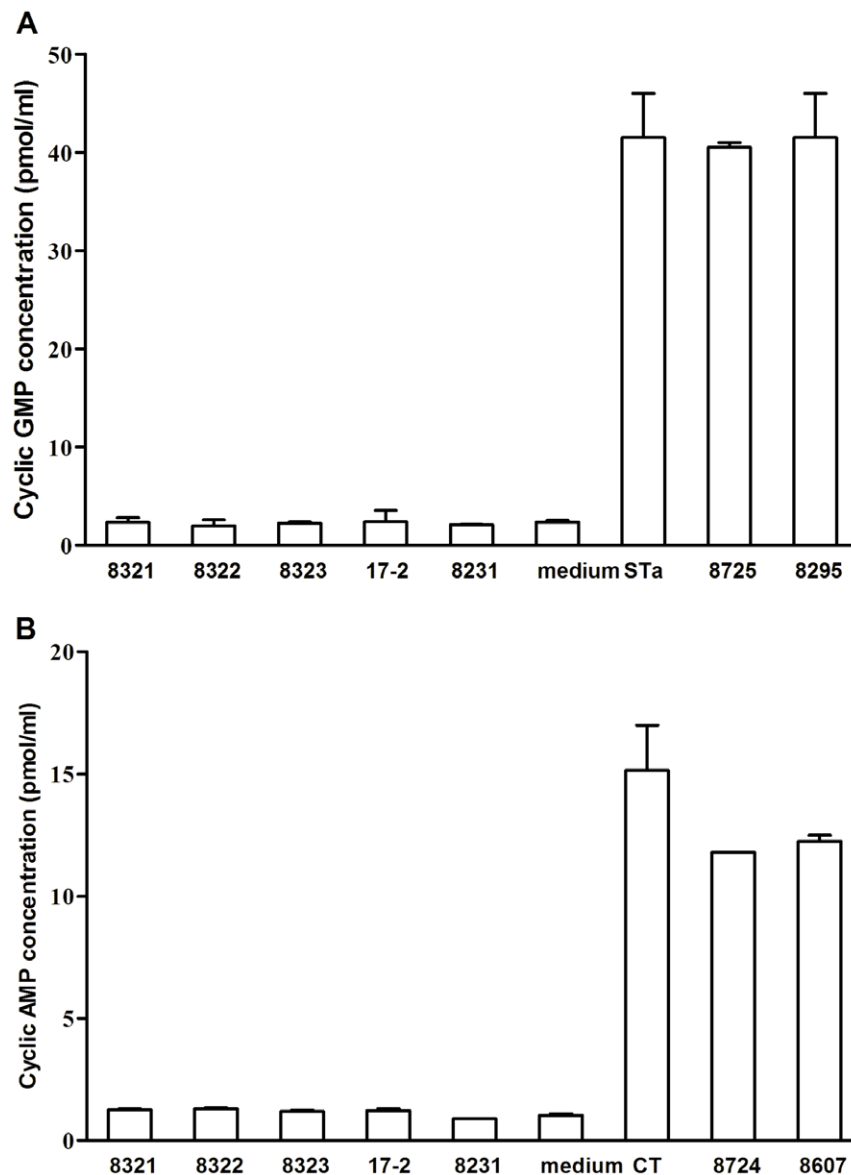 A
Cyclic GMP concentration (pmol/ml)
50
40
30
20
10
0
8321 8322 8323 17-2 8231 medium STa 8725 8295
B
Cyclic AMP concentration (pmol/ml)
20
15
10
5
0
8321 8322 8323 17-2 8231 medium CT 8724 8607